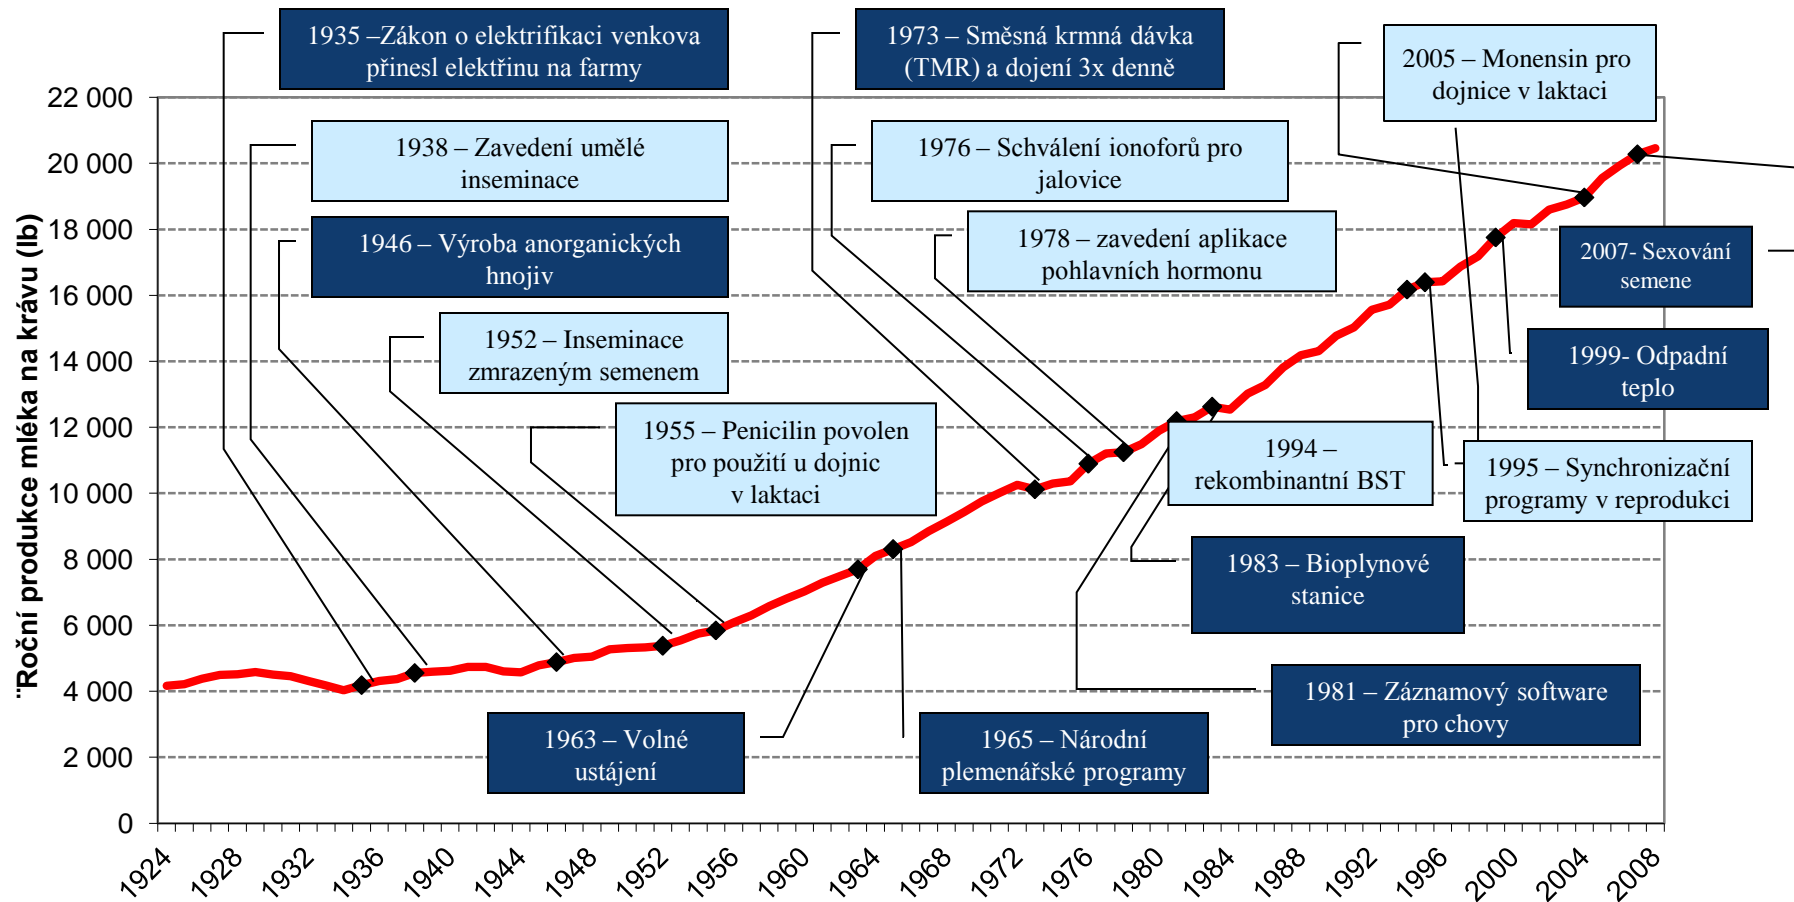 1935 –Zákon o elektrifikaci venkova
přinesl elektřinu na farmy
1973 – Směsná krmná dávka
(TMR) a dojení 3x denně
2005 – Monensin pro
dojnice v laktaci
1938 – Zavedení umělé
inseminace
1976 – Schválení ionoforů pro
jalovice
1946 – Výroba anorganických
hnojiv
1978 – zavedení aplikace
pohlavních hormonu
2007- Sexování
semene
1952 – Inseminace
zmrazeným semenem
1999- Odpadní
teplo
1955 – Penicilin povolen
pro použití u dojnic
v laktaci
1994 –
rekombinantní BST
1995 – Synchronizační
programy v reprodukci
1983 – Bioplynové
stanice
1981 – Záznamový software
pro chovy
1963 – Volné
ustájení
1965 – Národní
plemenářské programy
¨Roční produkce mléka na krávu (lb)
22 000
20 000
18 000
16 000
14 000
12 000
10 000
8 000
6 000
4 000
2 000
0
1924
1928
1932
1936
1940
1944
1948
1952
1956
1960
1964
1968
1972
1976
1980
1984
1988
1992
1996
2000
2004
2008